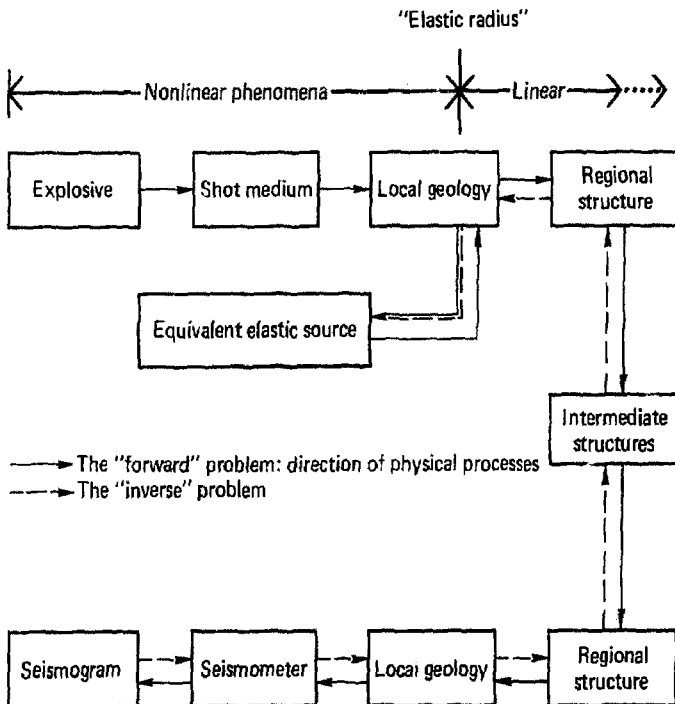 "Elastic radius"
Nonlinear phenomena
Linear
Explosive
Shot medium
Local geology
Regional
structure
Equivalent elastic source
Intermediate
structures
The "forward" problem: direction of physical processes
The "inverse" problem
Seismogram
Seismometer
Local geology
Regional
structure